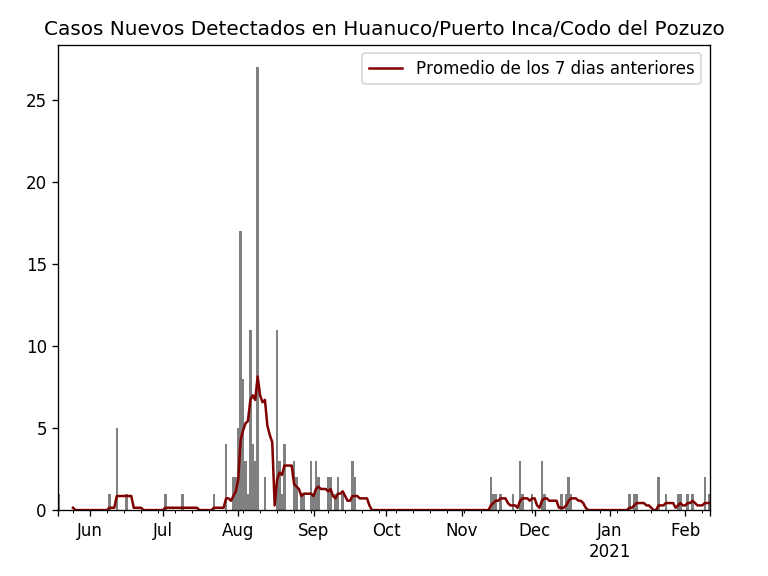 Casos Nuevos Detectados en Huanuco/Puerto Inca/Codo del Pozuzo
Promedio de los 7 dias anteriores
25
20
15
10
5
0
Jun Jul Aug Sep Oct Nov Dec Jan Feb
2021